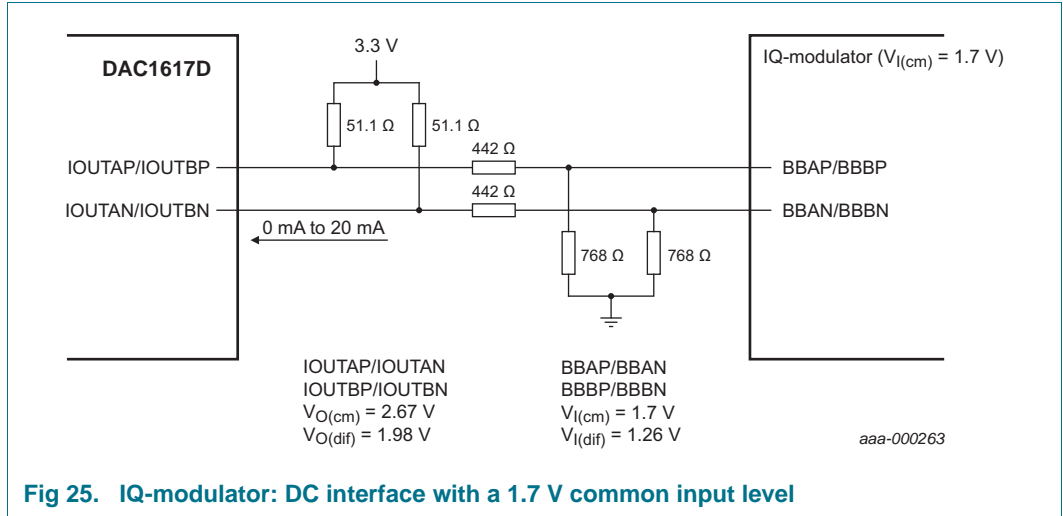 3.3 V
DAC1617D
IQ-modulator (VI(cm) = 1.7 V)
51.1 Ω
51.1 Ω
442 Ω
IOUTAP/IOUTBP
BBAP/BBBP
442 Ω
IOUTAN/IOUTBN
BBAN/BBBN
0 mA to 20 mA
768 Ω
768 Ω
IOUTAP/IOUTAN
IOUTBP/IOUTBN
VO(cm) = 2.67 V
VO(dif) = 1.98 V
BBAP/BBAN
BBBP/BBBN
VI(cm) = 1.7 V
VI(dif) = 1.26 V
aaa-000263
Fig 25. IQ-modulator: DC interface with a 1.7 V common input level